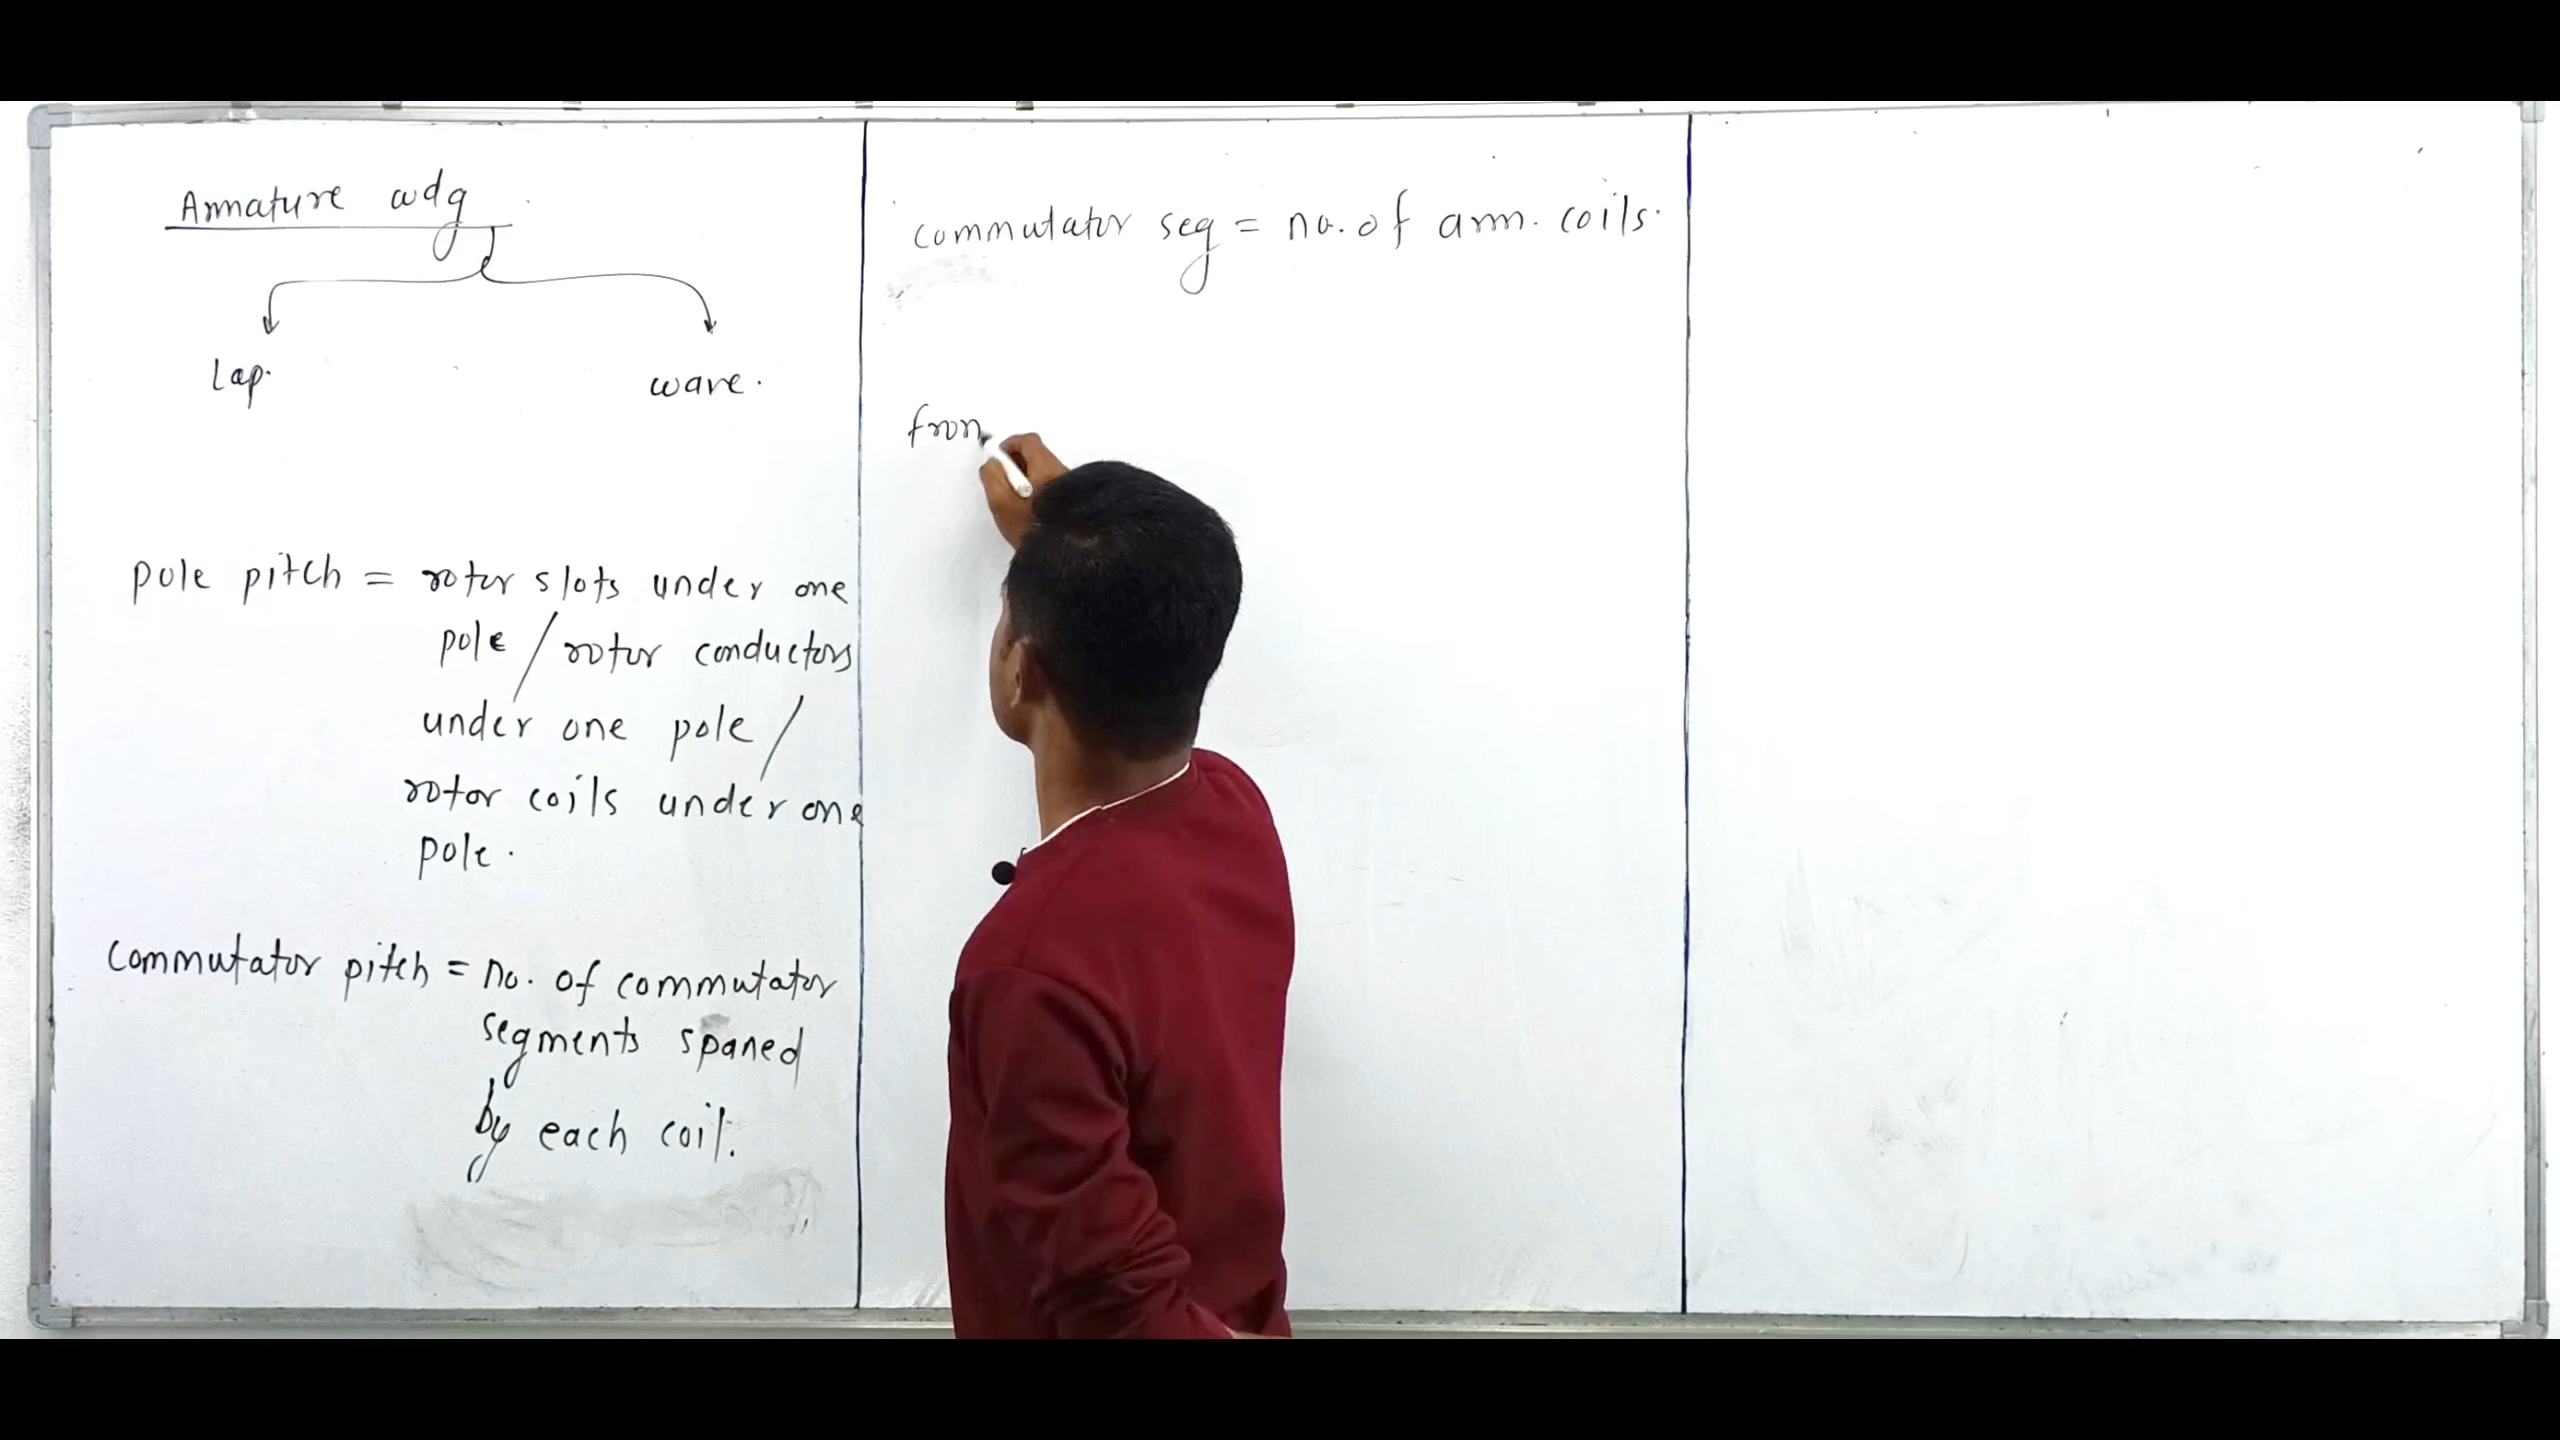 Armature wdg
Lap.
wave.
pole pitch = rotor slots under one
pole / rotor conductors
under one pole /
rotor coils under one
pole.
commutator pitch = no. of commutator
segments spaned
by each coil.
commutator seg = no. of arm. coils.
fron